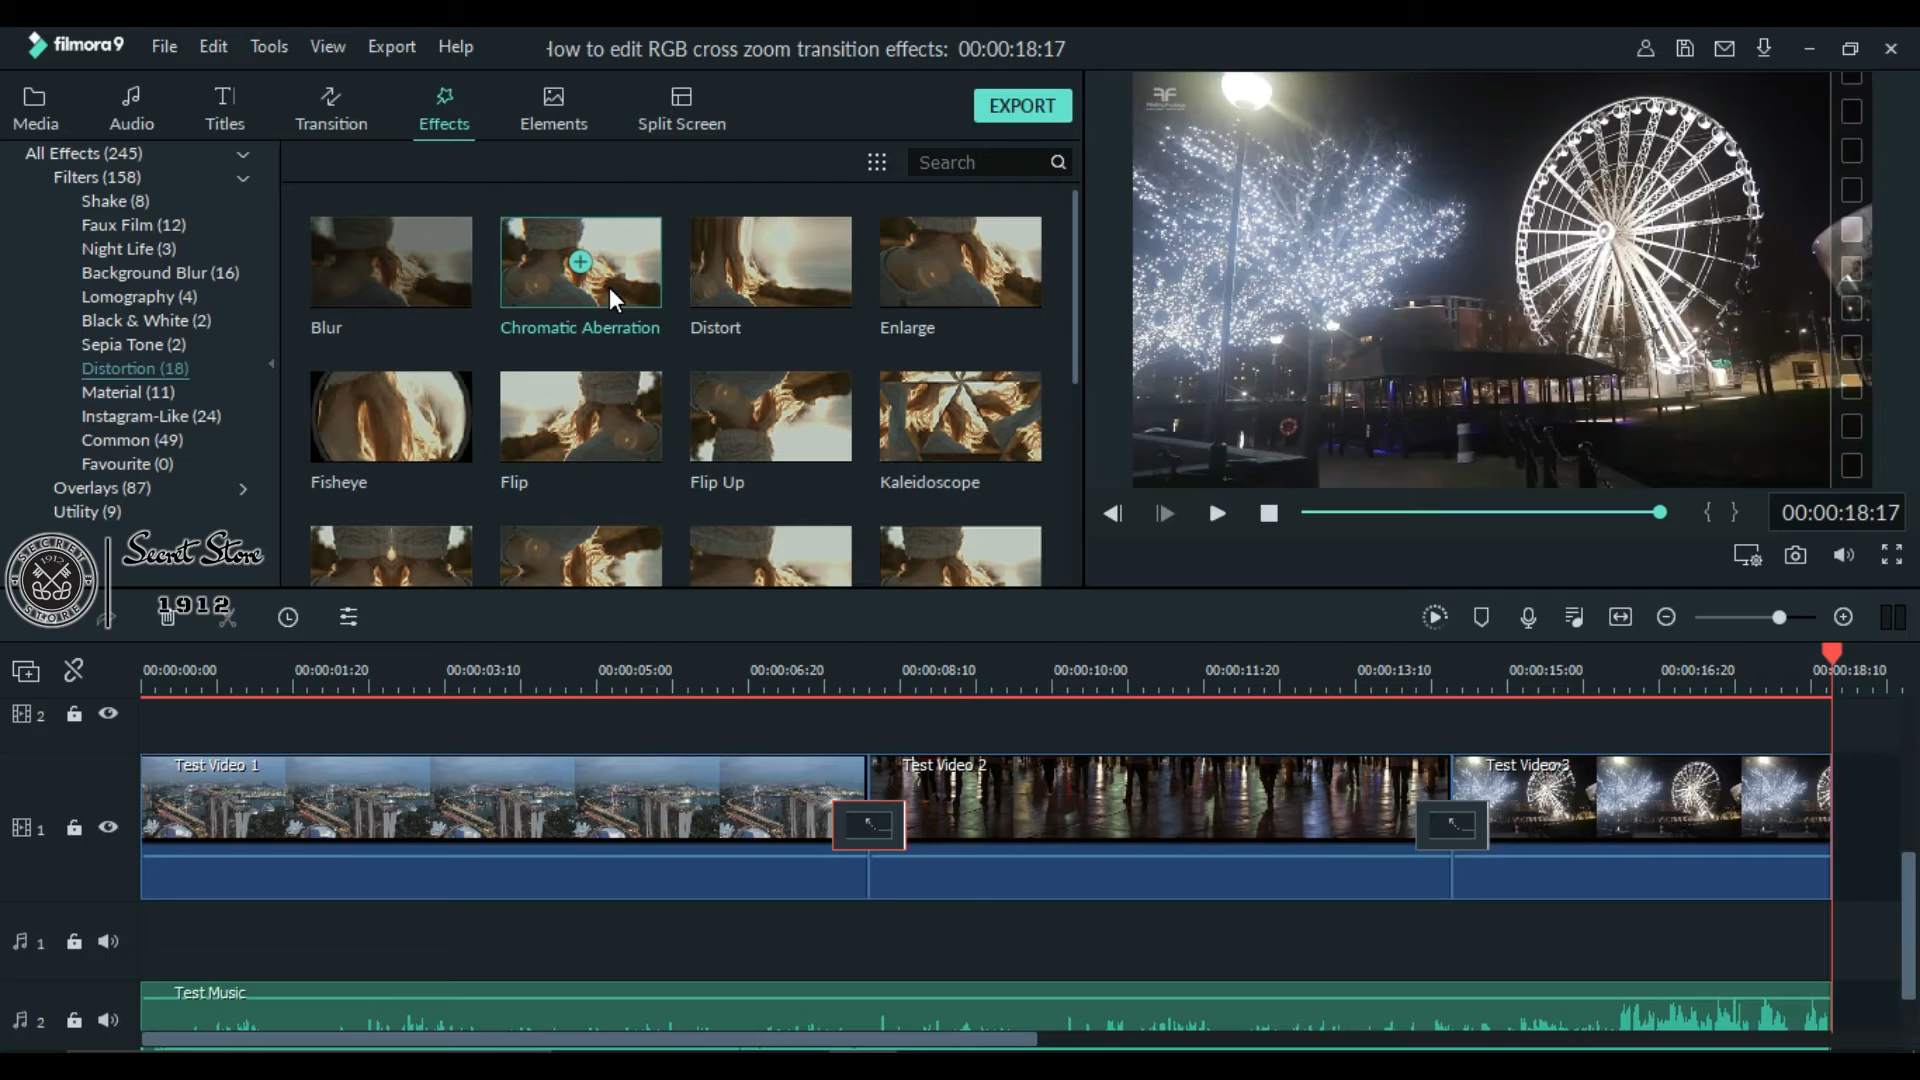 filmora9 File Edit Tools View Export Help How to edit RGB cross zoom transition effects: 00:00:18:17
Media Audio Titles Transition Effects Elements Split Screen EXPORT
All Effects (245)
Filters (158)
Shake (8)
Faux Film (12)
Night Life (3)
Background Blur (16)
Lomography (4)
Black & White (2)
Sepia Tone (2)
Distortion (18)
Material (11)
Instagram-Like (24)
Common (49)
Favourite (0)
Overlays (87)
Utility (9)
Search
Blur Chromatic Aberration Distort Enlarge
Fisheye Flip Flip Up Kaleidoscope
00:00:18:17
SECRET
1912
STORE
Secret Store
1912
00:00:00:00 00:00:01:20 00:00:03:10 00:00:05:00 00:00:06:20 00:00:08:10 00:00:10:00 00:00:11:20 00:00:13:10 00:00:15:00 00:00:16:20 00:00:18:10
2
Test Video 1 Test Video 2 Test Video 3
1
1
Test Music
2